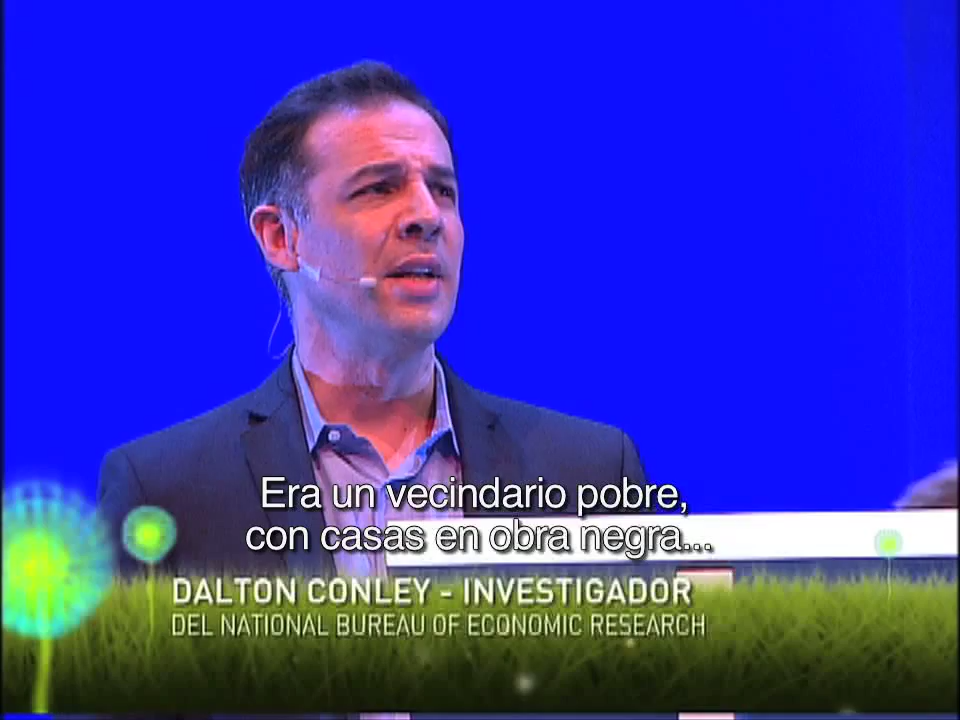 Era un vecindario pobre,
con casas en obra negra...
DALTON CONLEY - INVESTIGADOR
DEL NATIONAL BUREAU OF ECONOMIC RESEARCH